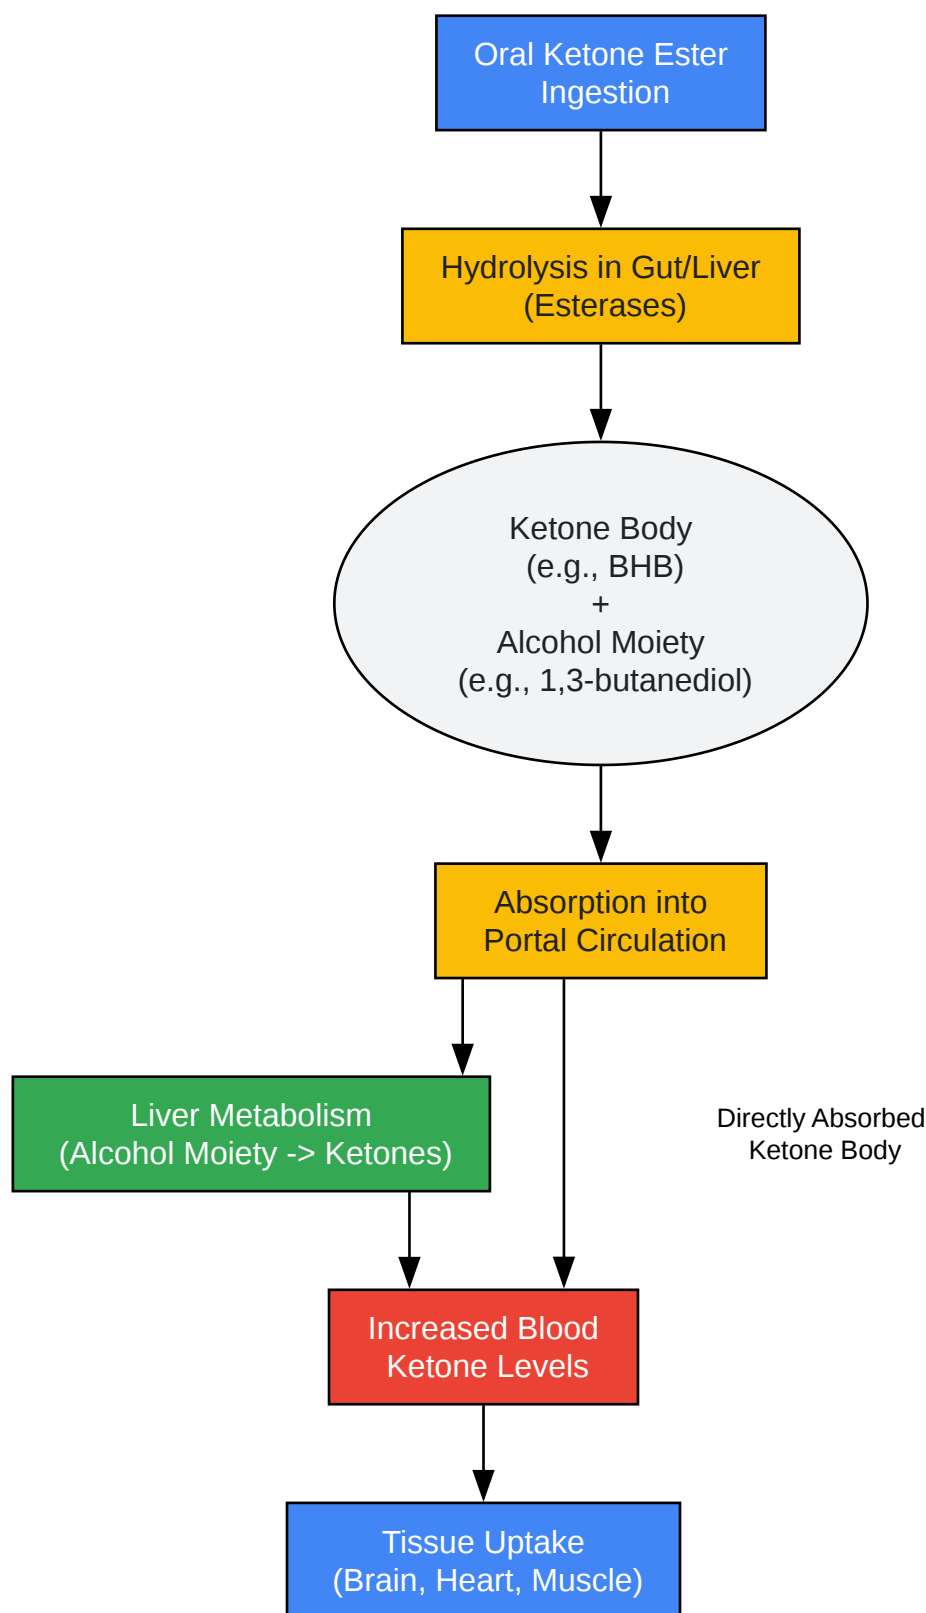 Oral Ketone Ester
Ingestion
Hydrolysis in Gut/Liver
(Esterases)
Ketone Body
(e.g., BHB)
+
Alcohol Moiety
(e.g., 1,3-butanediol)
Absorption into
Portal Circulation
Liver Metabolism
(Alcohol Moiety -> Ketones)
Directly Absorbed
Ketone Body
Increased Blood
Ketone Levels
Tissue Uptake
(Brain, Heart, Muscle)